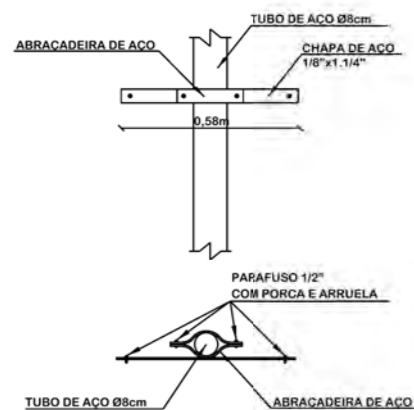 TUBO DE AÇO Ø8cm
ABRAÇADEIRA DE AÇO
CHAPA DE AÇO
1/8"x1.1/4"
0,58m
PARAFUSO 1/2"
COM PORCA E ARRUELA
TUBO DE AÇO Ø8cm
ABRAÇADEIRA DE AÇO